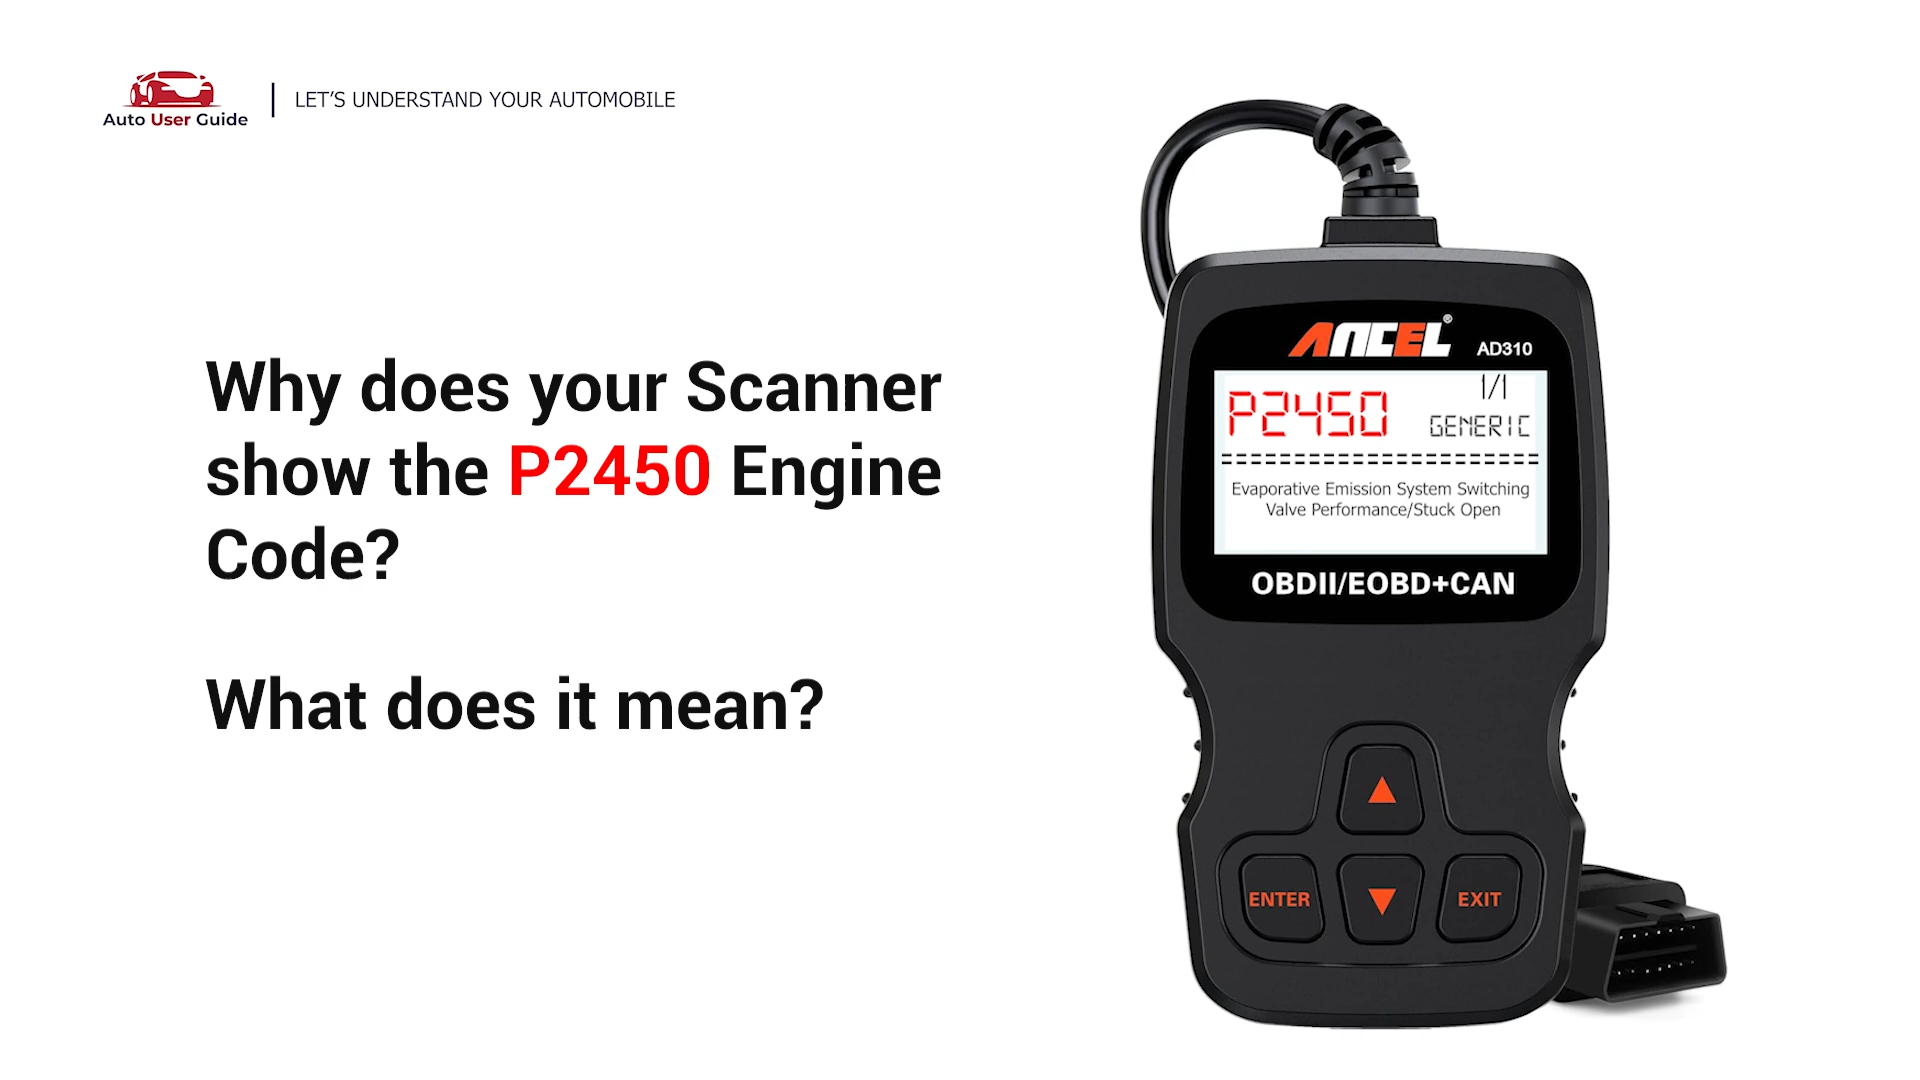 Auto User Guide
LET'S UNDERSTAND YOUR AUTOMOBILE
Why does your Scanner
show the P2450 Engine
Code?
What does it mean?
ANCEL®
AD310
P2450
1/1
GENERIC
==========================
Evaporative Emission System Switching
Valve Performance/Stuck Open
OBDII/EOBD+CAN
▲
ENTER
▼
EXIT